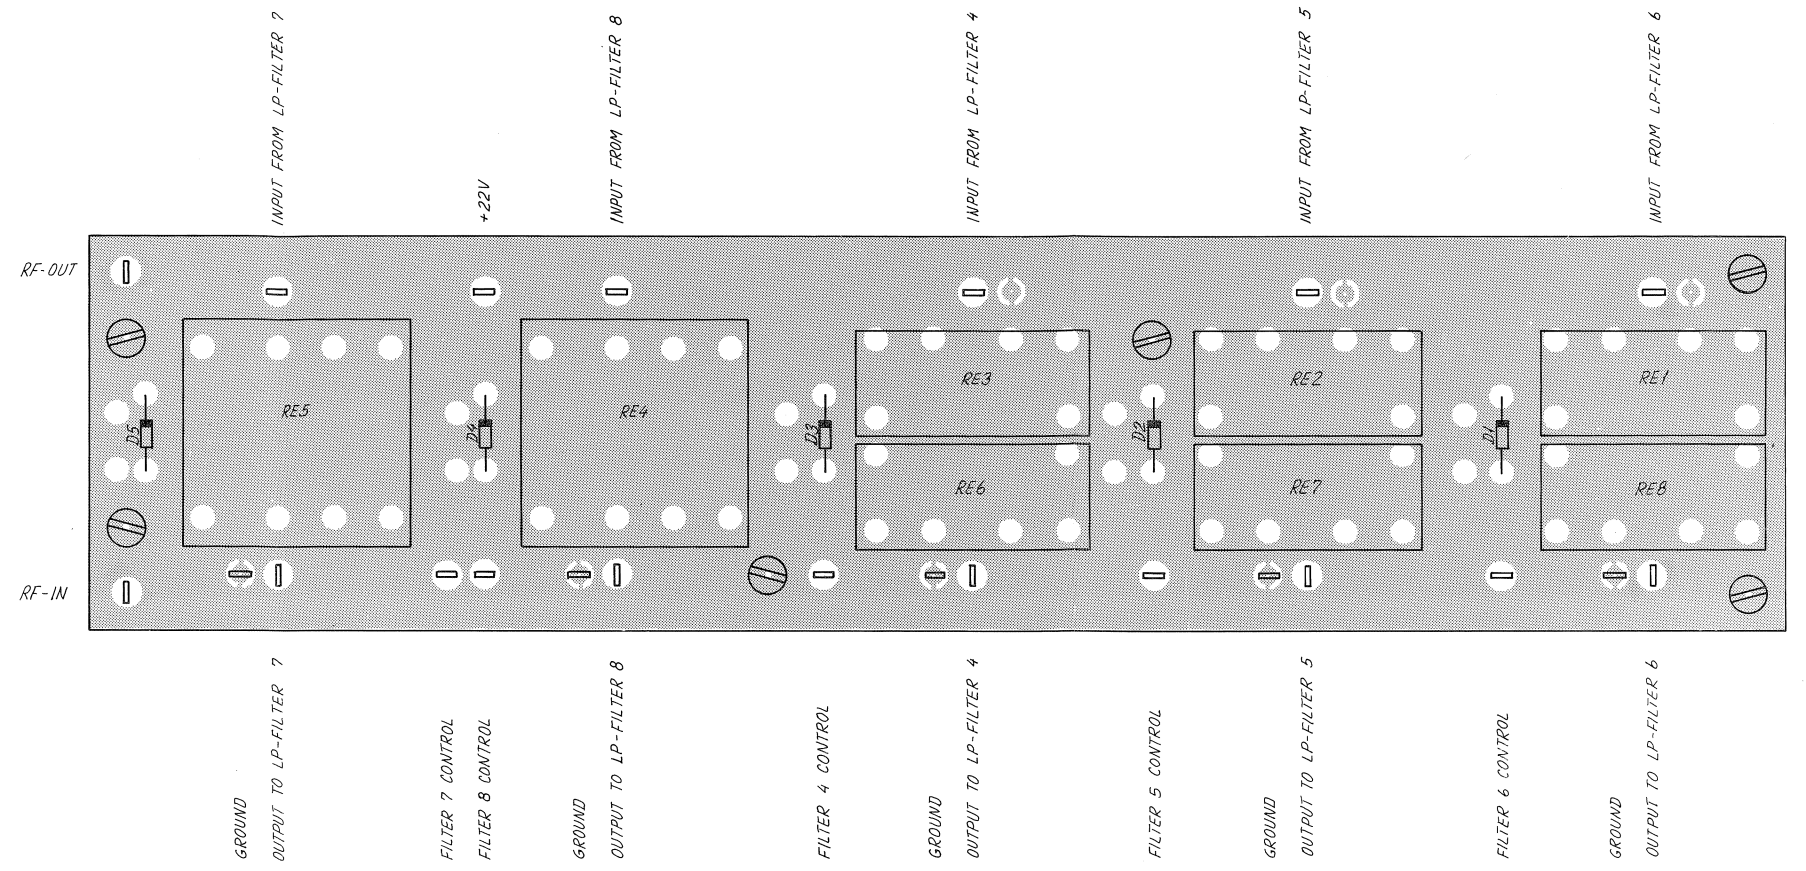 INPUT FROM LP-FILTER 7
+22V
INPUT FROM LP-FILTER 8
INPUT FROM LP-FILTER 4
INPUT FROM LP-FILTER 5
INPUT FROM LP-FILTER 6
RF-OUT
RE5
RE4
RE3
RE2
RE1
D5
D4
D3
D2
D1
RE6
RE7
RE8
RF-IN
GROUND
OUTPUT TO LP-FILTER 7
FILTER 7 CONTROL
FILTER 8 CONTROL
GROUND
OUTPUT TO LP-FILTER 8
FILTER 4 CONTROL
GROUND
OUTPUT TO LP-FILTER 4
FILTER 5 CONTROL
GROUND
OUTPUT TO LP-FILTER 5
FILTER 6 CONTROL
GROUND
OUTPUT TO LP-FILTER 6